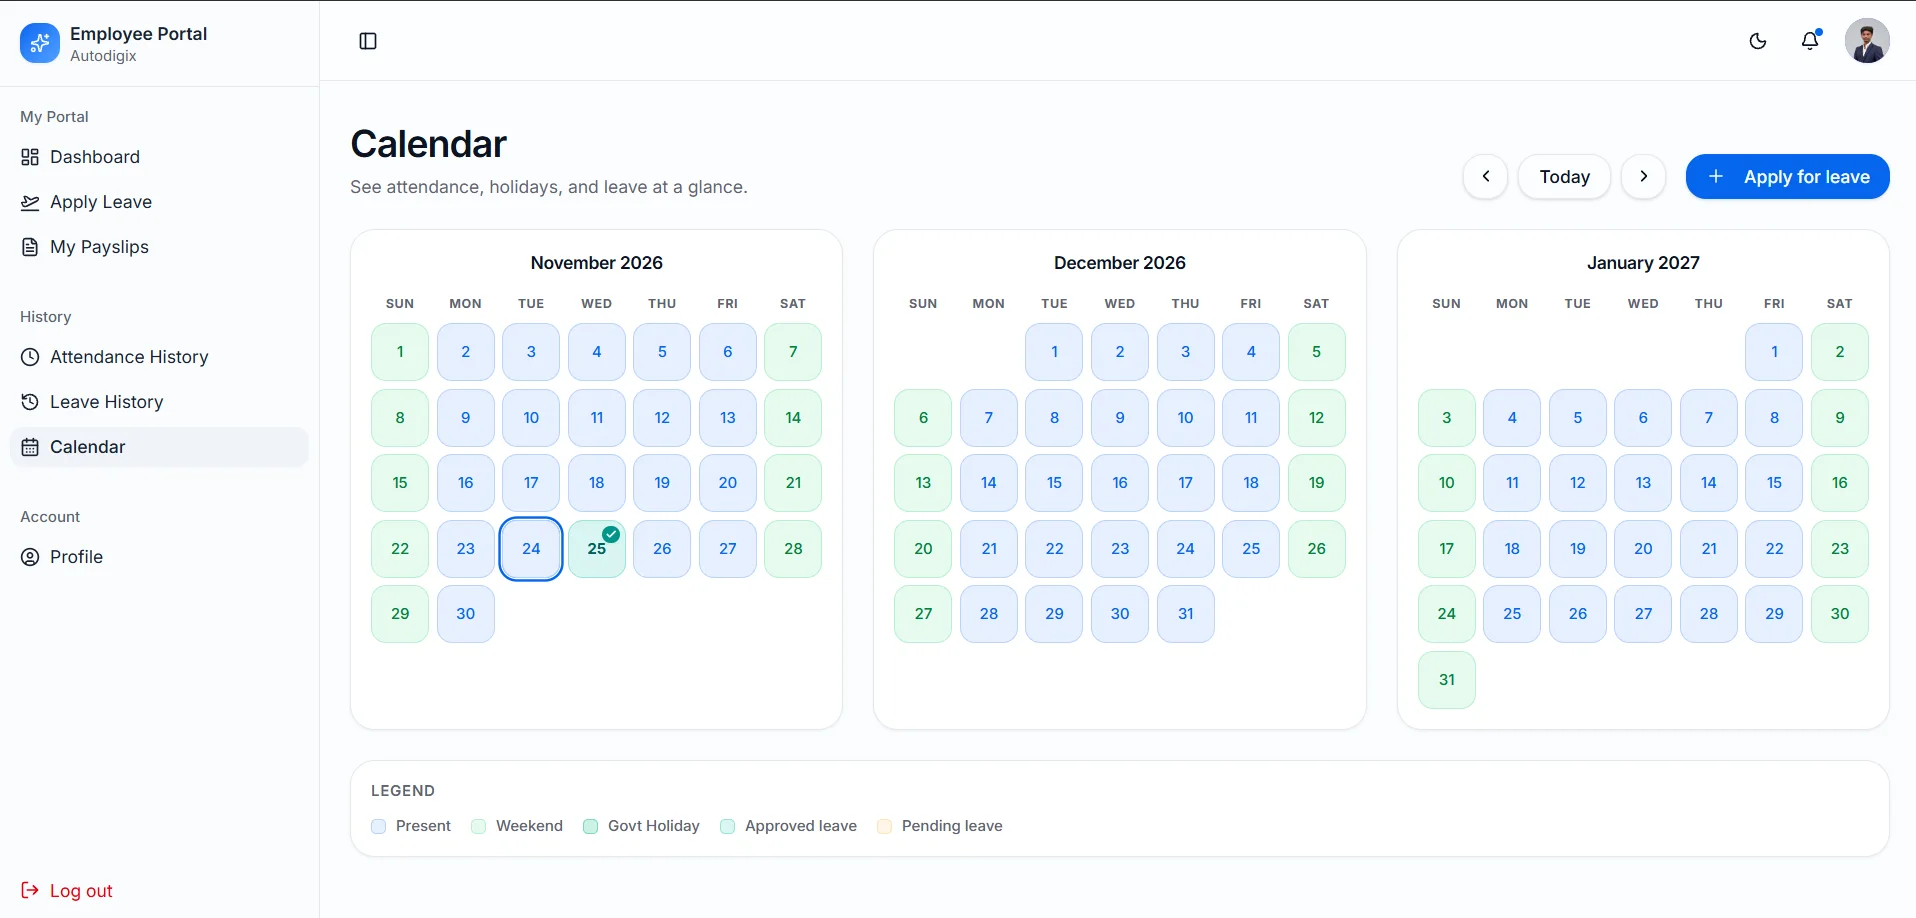 Employee Portal
Autodigix
My Portal
Dashboard
Apply Leave
My Payslips
History
Attendance History
Leave History
Calendar
Account
Profile
Log out
Calendar
See attendance, holidays, and leave at a glance.
Today
Apply for leave
November 2026
SUN MON TUE WED THU FRI SAT
1 2 3 4 5 6 7
8 9 10 11 12 13 14
15 16 17 18 19 20 21
22 23 24 25 26 27 28
29 30
December 2026
SUN MON TUE WED THU FRI SAT
1 2 3 4 5
6 7 8 9 10 11 12
13 14 15 16 17 18 19
20 21 22 23 24 25 26
27 28 29 30 31
January 2027
SUN MON TUE WED THU FRI SAT
1 2
3 4 5 6 7 8 9
10 11 12 13 14 15 16
17 18 19 20 21 22 23
24 25 26 27 28 29 30
31
LEGEND
Present Weekend Govt Holiday Approved leave Pending leave